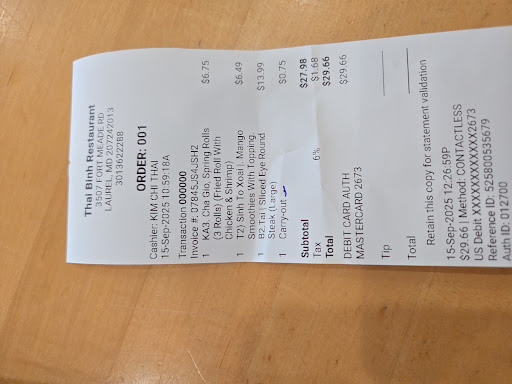 Thai Binh Restaurant
3507 FORT MEADE RD
LAUREL, MD 207242013
3013622288
ORDER: 001
Cashier: KIM CHI THAI
15-Sep-2025 10:59:18A
Transaction 000000
Invoice #: 07845JS4JSH2
1 KA3, Cha Gio, Spring Rolls (3 Rolls) (Fried Roll With Chicken & Shirmp) $6.75
1 T2) Sinh To Xoai), Mango Smoothies With Topping. $6.49
1 B2.Tai ( Sliced Eye Round Steak (Large) $13.99
1 Carry-out $0.75
Subtotal $27.98
Tax 6% $1.68
Total $29.66
DEBIT CARD AUTH $29.66
MASTERCARD 2673
Tip
Total
Retain this copy for statement validation
15-Sep-2025 12:26:59P
$29.66 | Method: CONTACTLESS
US Debit XXXXXXXXXXXX2673
Reference ID: 525800535679
Auth ID: 012700